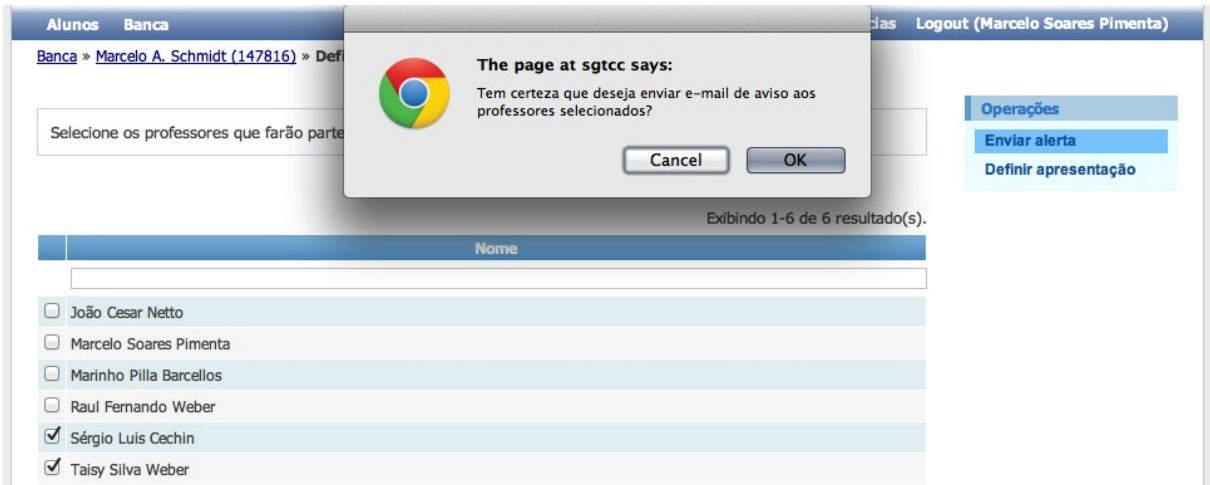 Alunos Banca
Logout (Marcelo Soares Pimenta)
Banca » Marcelo A. Schmidt (147816) »
The page at sgtcc says:
Tem certeza que deseja enviar e-mail de aviso aos
professores selecionados?
Cancel OK
Selecione os professores que farão parte
Operações
Enviar alerta
Definir apresentação
Exibindo 1-6 de 6 resultado(s).
Nome
João Cesar Netto
Marcelo Soares Pimenta
Marinho Pilla Barcellos
Raul Fernando Weber
Sérgio Luis Cechin
Taisy Silva Weber